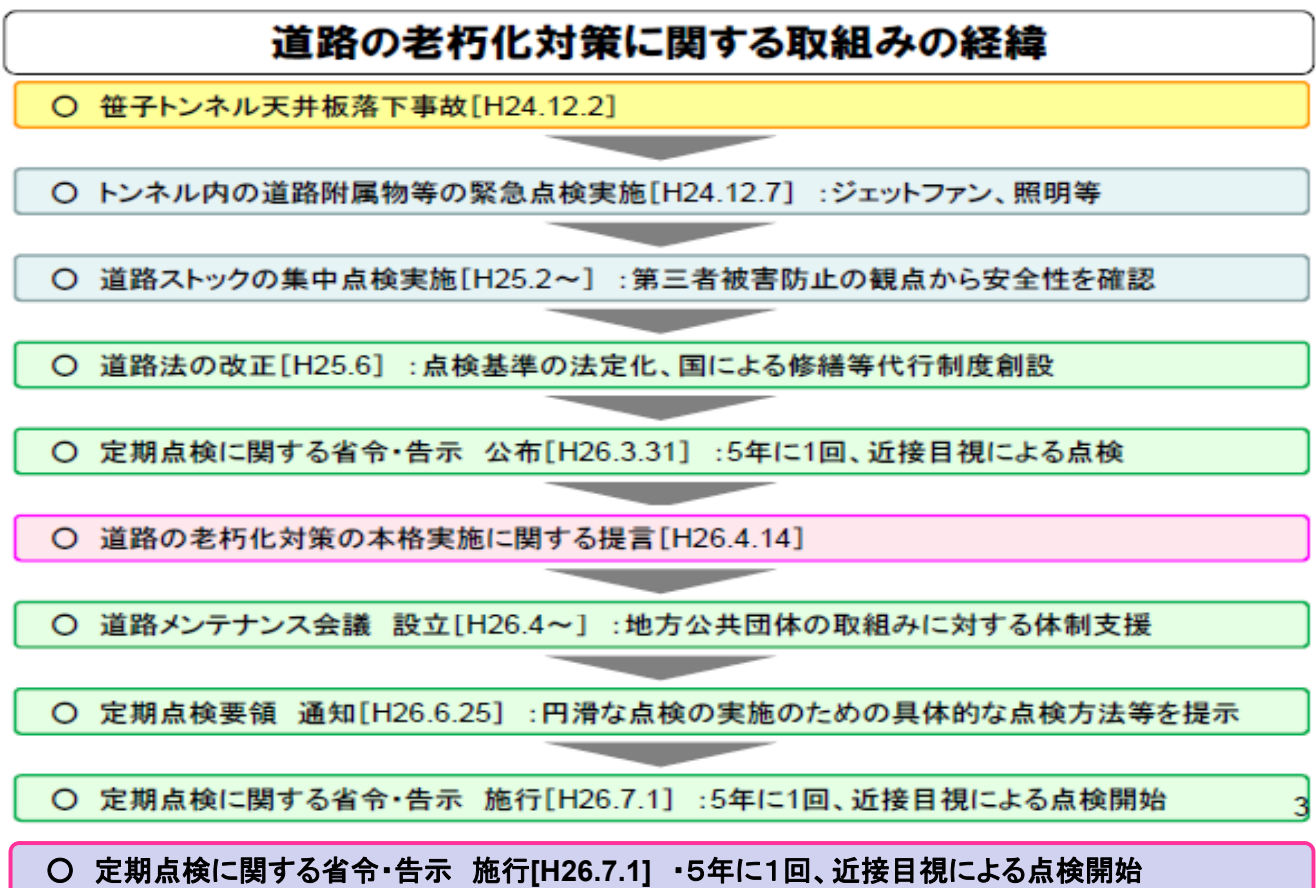 道路の老朽化対策に関する取組みの経緯
○ 笹子トンネル天井板落下事故[H24.12.2]
○ トンネル内の道路附属物等の緊急点検実施[H24.12.7] :ジェットファン、照明等
○ 道路ストックの集中点検実施[H25.2～] :第三者被害防止の観点から安全性を確認
○ 道路法の改正[H25.6] :点検基準の法定化、国による修繕等代行制度創設
○ 定期点検に関する省令・告示 公布[H26.3.31] :5年に1回、近接目視による点検
○ 道路の老朽化対策の本格実施に関する提言[H26.4.14]
○ 道路メンテナンス会議 設立[H26.4～] :地方公共団体の取組みに対する体制支援
○ 定期点検要領 通知[H26.6.25] :円滑な点検の実施のための具体的な点検方法等を提示
○ 定期点検に関する省令・告示 施行[H26.7.1] :5年に1回、近接目視による点検開始
3
○ 定期点検に関する省令・告示 施行[H26.7.1] ・５年に１回、近接目視による点検開始